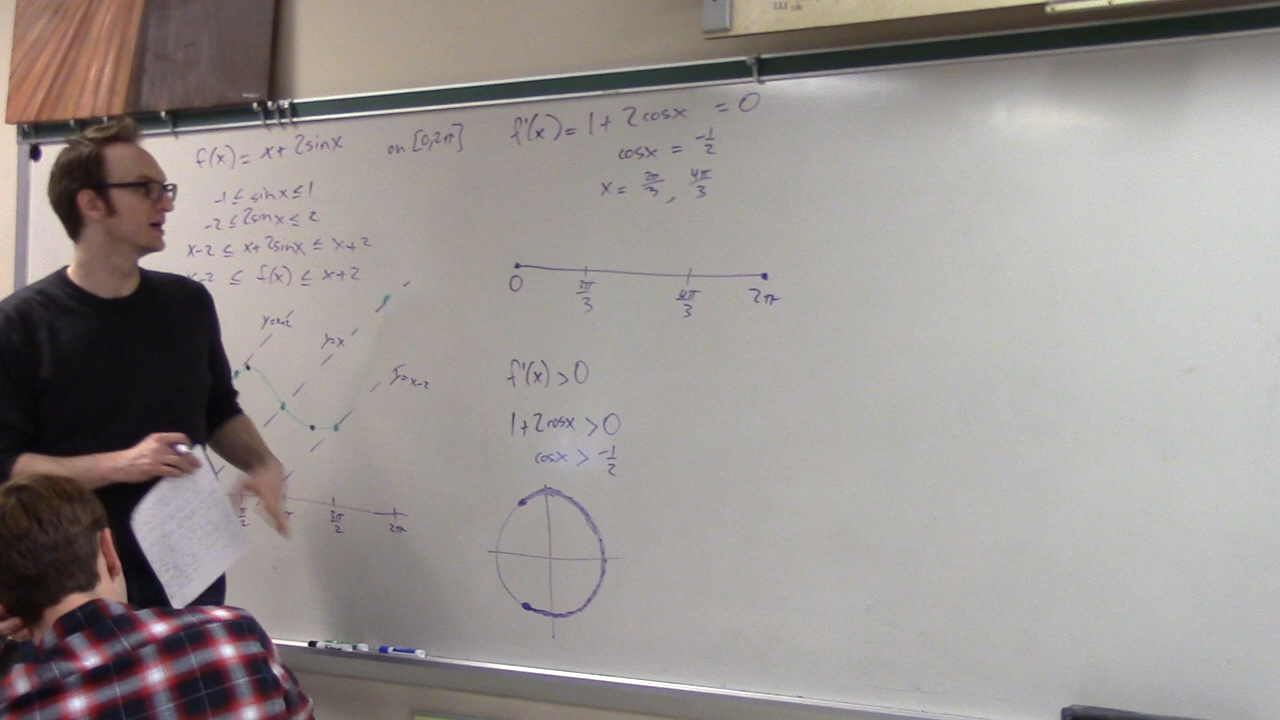 f(x) = x + 2sinx on [0,2π]
-1 ≤ sinx ≤ 1
-2 ≤ 2sinx ≤ 2
x-2 ≤ x+2sinx ≤ x+2
x-2 ≤ f(x) ≤ x+2
y=x+2
y=x
y=x-2
π/2 π 3π/2 2π
f'(x) = 1 + 2cosx = 0
cosx = -1/2
x = 2π/3, 4π/3
0 2π/3 4π/3 2π
f'(x) > 0
1+2cosx > 0
cosx > -1/2